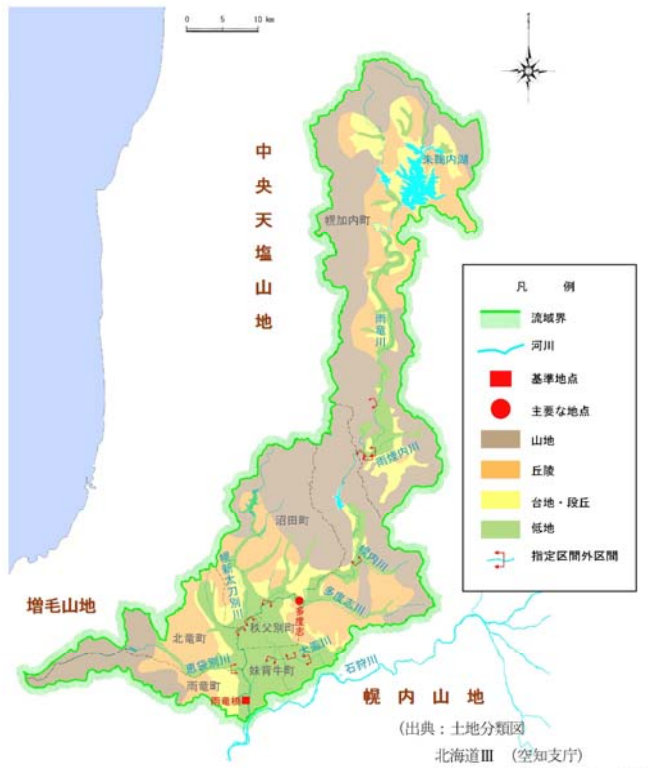 0 5 10 km
中央天塩山地
朱鞠内湖
幌加内町
雨竜川
雨煙内川
沼田町
幌新太刀別川
多度志川
多度志
秩父別町
北竜町
恵岱別川
大鳳川
妹背牛町
雨竜町
雨竜橋
石狩川
増毛山地
幌内山地
凡 例
流域界
河川
基準地点
主要な地点
山地
丘陵
台地・段丘
低地
指定区間外区間
(出典：土地分類図
北海道Ⅲ (空知支庁)